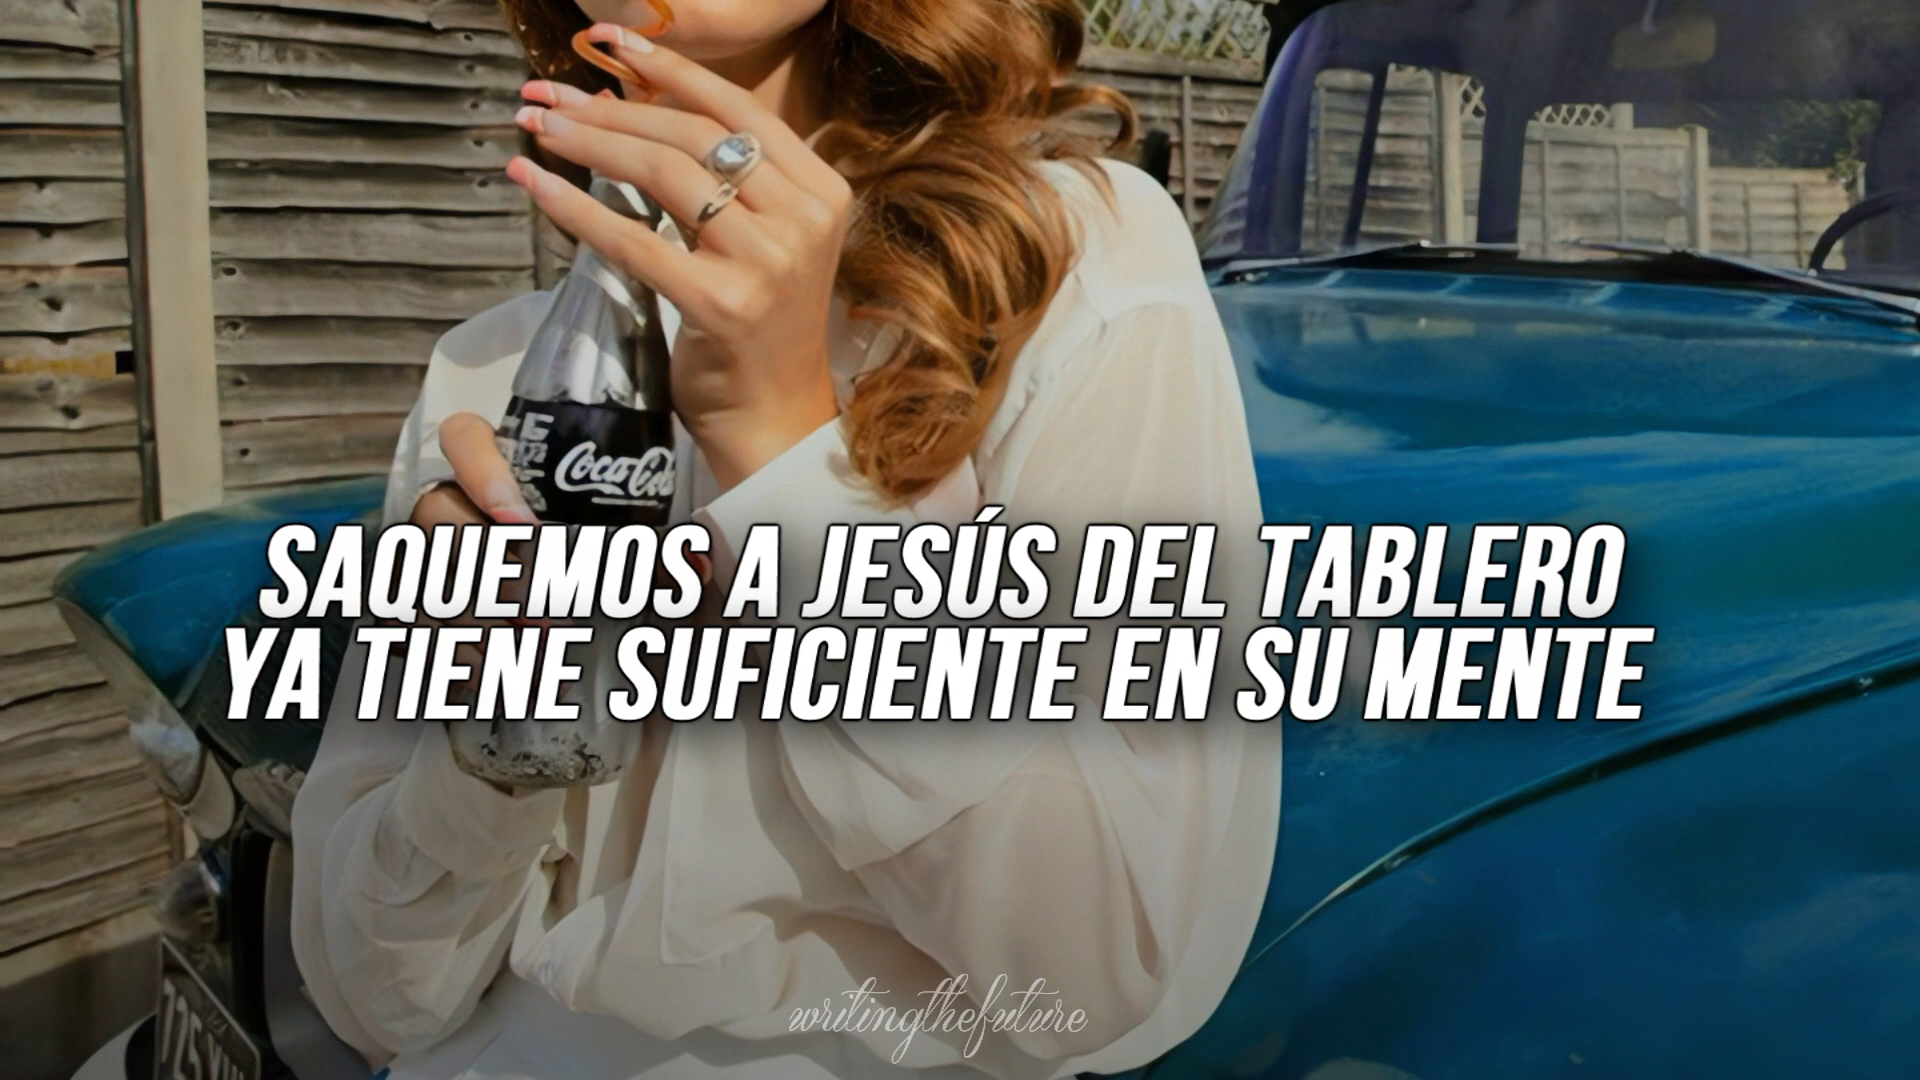 Coca-Cola
SAQUEMOS A JESÚS DEL TABLERO
YA TIENE SUFICIENTE EN SU MENTE
writingthefuture